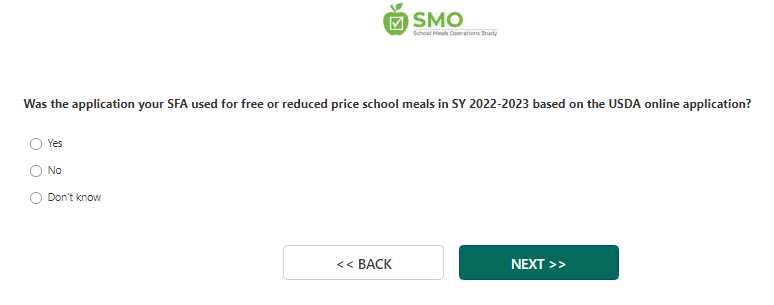 SMO
School Meals Operations Study
Was the application your SFA used for free or reduced price school meals in SY 2022-2023 based on the USDA online application?
Yes
No
Don't know
<< BACK
NEXT >>